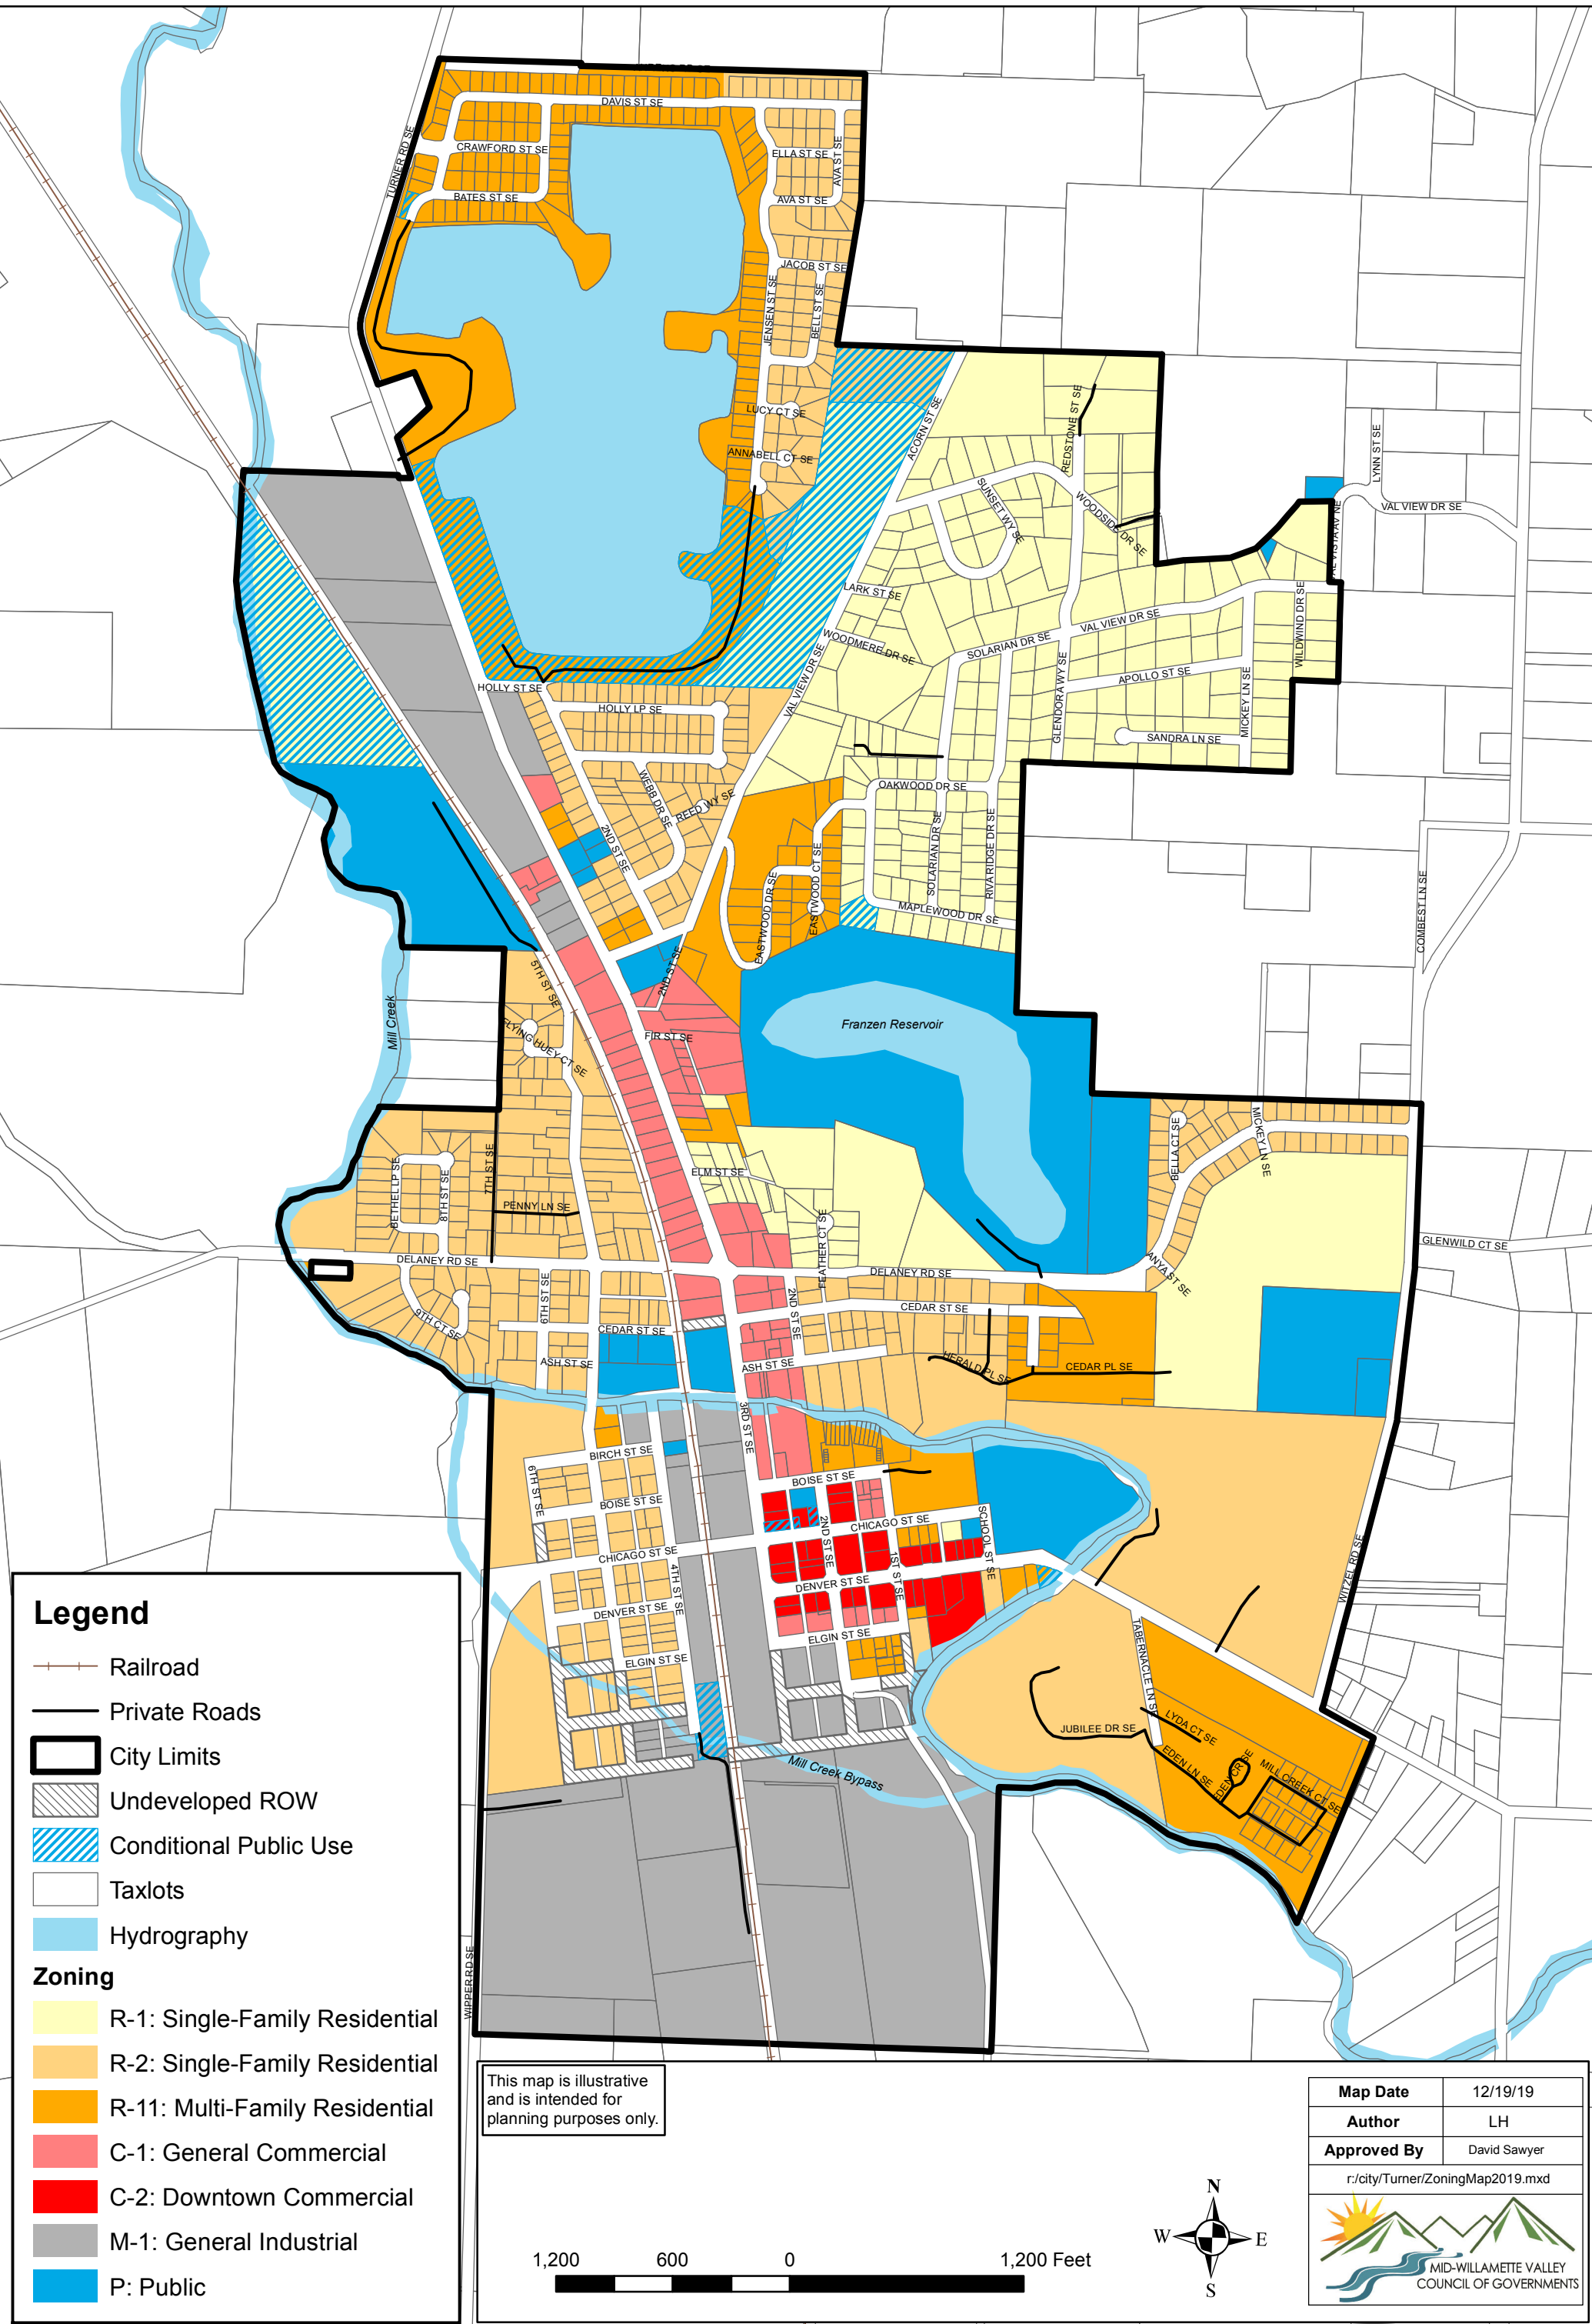 DAVIS ST SE
TURNER RD SE
CRAWFORD ST SE
BATES ST SE
ELLA ST SE
AVA ST SE
AVA ST SE
JACOB ST SE
JENSEN ST SE
BELL ST SE
LUCY CT SE
ANNABELL CT SE
ACORN ST SE
REDSTONE ST SE
SUNSET WY SE
WOODSIDE DR SE
LYNN ST SE
VAL VIEW DR SE
LARK ST SE
WOODMERE DR SE
VAL VIEW DR SE
SOLARIAN DR SE
VAL VIEW DR SE
WILDWIND DR SE
GLENDORA WY SE
APOLLO ST SE
MICKEY LN SE
SANDRA LN SE
HOLLY ST SE
HOLLY LP SE
WEBB DR SE
REED WY SE
2ND ST SE
OAKWOOD DR SE
SOLARIAN DR SE
RIVA RIDGE DR SE
EASTWOOD DR SE
EASTWOOD CT SE
MAPLEWOOD DR SE
COMBEST LN SE
5TH ST SE
2ND ST SE
Mill Creek
FLYING HUEY CT SE
FIR ST SE
Franzen Reservoir
BETHEL LP SE
8TH ST SE
7TH ST SE
PENNY LN SE
ELM ST SE
FEATHER CT SE
BELLA CT SE
MICKEY LN SE
DELANEY RD SE
DELANEY RD SE
ANYA ST SE
GLENWILD CT SE
9TH CT SE
6TH ST SE
CEDAR ST SE
ASH ST SE
2ND ST SE
CEDAR ST SE
ASH ST SE
HERALD PL SE
CEDAR PL SE
3RD ST SE
BIRCH ST SE
6TH ST SE
BOISE ST SE
BOISE ST SE
CHICAGO ST SE
CHICAGO ST SE
SCHOOL ST SE
2ND ST SE
1ST ST SE
4TH ST SE
DENVER ST SE
DENVER ST SE
ELGIN ST SE
ELGIN ST SE
WITZEL RD SE
TABERNACLE LN SE
JUBILEE DR SE
LYDA CT SE
EDEN LN SE
EDEN CR SE
MILL CREEK CT SE
Mill Creek Bypass
WIPPER RD SE
Legend
Railroad
Private Roads
City Limits
Undeveloped ROW
Conditional Public Use
Taxlots
Hydrography
Zoning
R-1: Single-Family Residential
R-2: Single-Family Residential
R-11: Multi-Family Residential
C-1: General Commercial
C-2: Downtown Commercial
M-1: General Industrial
P: Public
This map is illustrative
and is intended for
planning purposes only.
1,200 600 0 1,200 Feet
N
W E
S
Map Date 12/19/19
Author LH
Approved By David Sawyer
r:/city/Turner/ZoningMap2019.mxd
MID-WILLAMETTE VALLEY
COUNCIL OF GOVERNMENTS